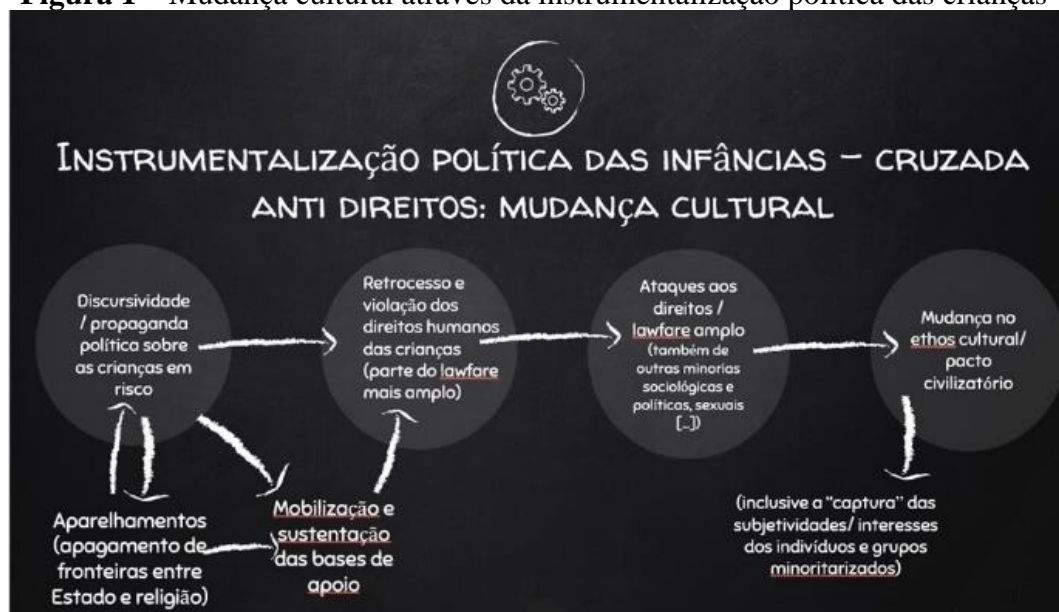 Figura 1 – Mudança cultural através da instrumentalização política das crianças
INSTRUMENTALIZAÇÃO POLÍTICA DAS INFÂNCIAS – CRUZADA
ANTI DIREITOS: MUDANÇA CULTURAL
Discursividade
/ propaganda
política sobre
as crianças em
risco
Retrocesso e
violação dos
direitos humanos
das crianças
(parte do lawfare
mais amplo)
Ataques aos
direitos /
lawfare amplo
(também de
outras minorias
sociológicas e
políticas, sexuais
[...])
Mudança no
ethos cultural/
pacto
civilizatório
Aparelhamentos
(apagamento de
fronteiras entre
Estado e religião)
Mobilização e
sustentação
das bases de
apoio
(inclusive a “captura” das
subjetividades/ interesses
dos indivíduos e grupos
minoritarizados)